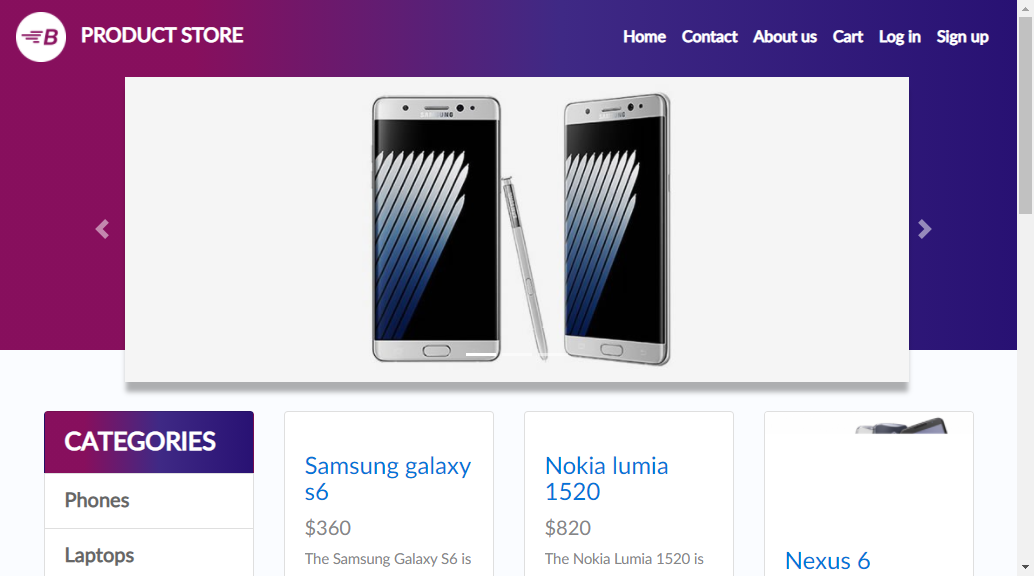 B PRODUCT STORE
Home Contact About us Cart Log in Sign up
SAMSUNG SAMSUNG
CATEGORIES
Phones
Laptops
Samsung galaxy
s6
$360
The Samsung Galaxy S6 is
Nokia lumia
1520
$820
The Nokia Lumia 1520 is
Nexus 6